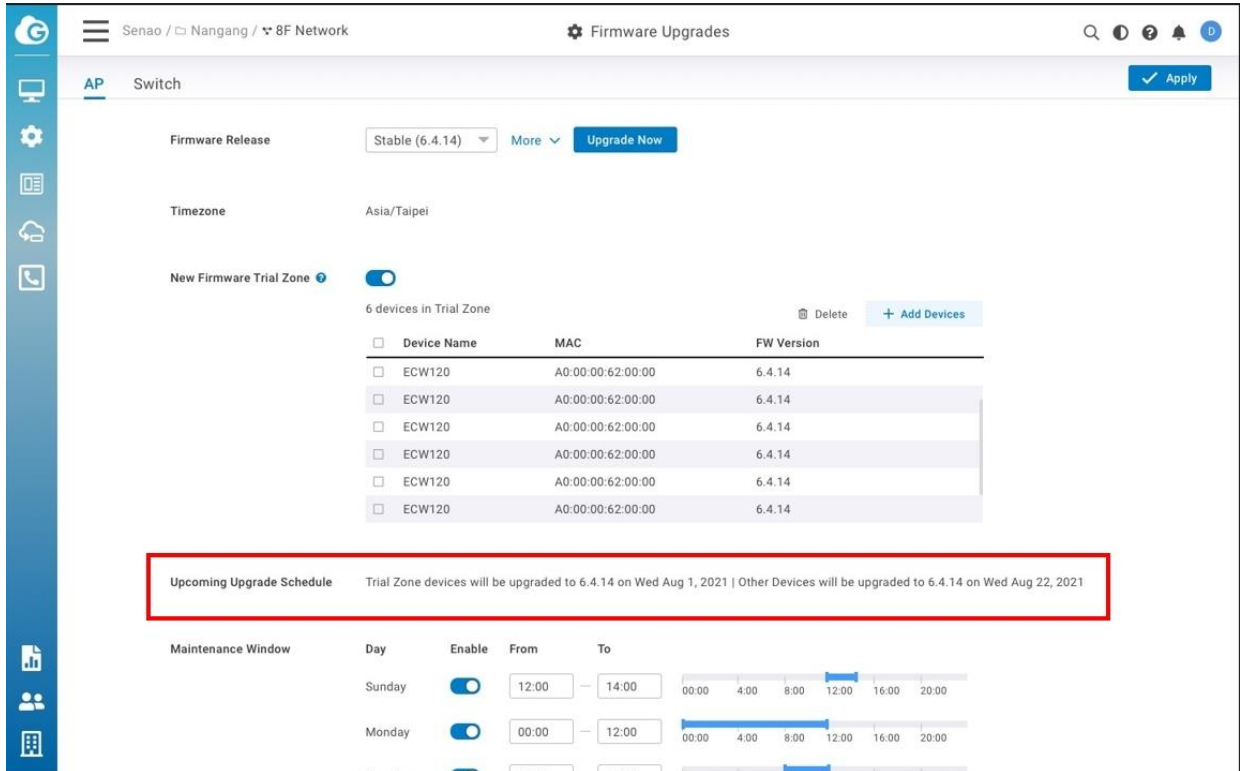 Senao / Nangang / 8F Network
Firmware Upgrades
D
AP Switch
Apply
Firmware Release Stable (6.4.14) More Upgrade Now
Timezone Asia/Taipei
New Firmware Trial Zone
6 devices in Trial Zone Delete + Add Devices
Device Name MAC FW Version
ECW120 A0:00:00:62:00:00 6.4.14
ECW120 A0:00:00:62:00:00 6.4.14
ECW120 A0:00:00:62:00:00 6.4.14
ECW120 A0:00:00:62:00:00 6.4.14
ECW120 A0:00:00:62:00:00 6.4.14
ECW120 A0:00:00:62:00:00 6.4.14
Upcoming Upgrade Schedule Trial Zone devices will be upgraded to 6.4.14 on Wed Aug 1, 2021 | Other Devices will be upgraded to 6.4.14 on Wed Aug 22, 2021
Maintenance Window Day Enable From To
Sunday 12:00 — 14:00 00:00 4:00 8:00 12:00 16:00 20:00
Monday 00:00 — 12:00 00:00 4:00 8:00 12:00 16:00 20:00